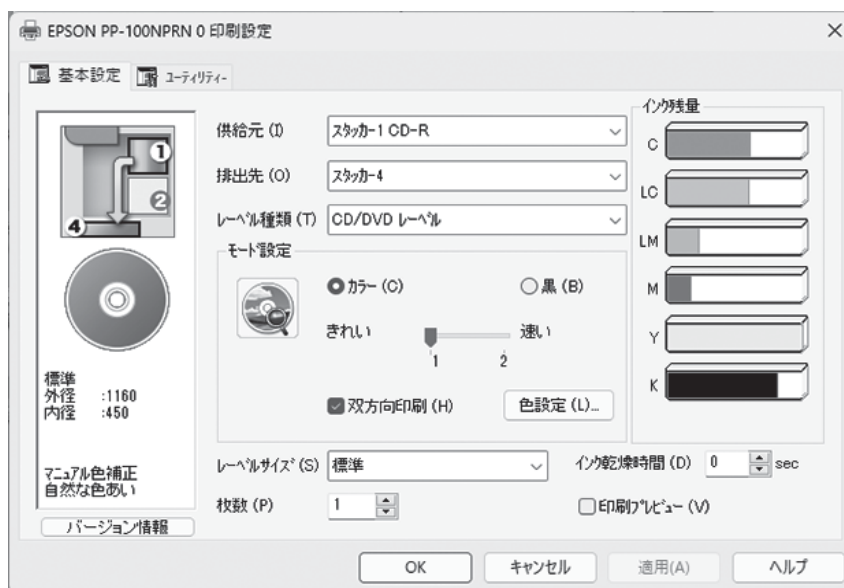 EPSON PP-100NPRN 0 印刷設定
基本設定 ユーティリティー
1
2
4
標準
外径 :1160
内径 :450
マニュアル色補正
自然な色あい
バージョン情報
供給元 (I) スタッカー1 CD-R
排出先 (O) スタッカー4
レーベル種類 (T) CD/DVD レーベル
モード設定
カラー (C) 黒 (B)
きれい 速い
1 2
双方向印刷 (H) 色設定 (L)...
レーベルサイズ (S) 標準
枚数 (P) 1
インク残量
C
LC
LM
M
Y
K
インク乾燥時間 (D) 0 sec
印刷プレビュー (V)
OK キャンセル 適用(A) ヘルプ